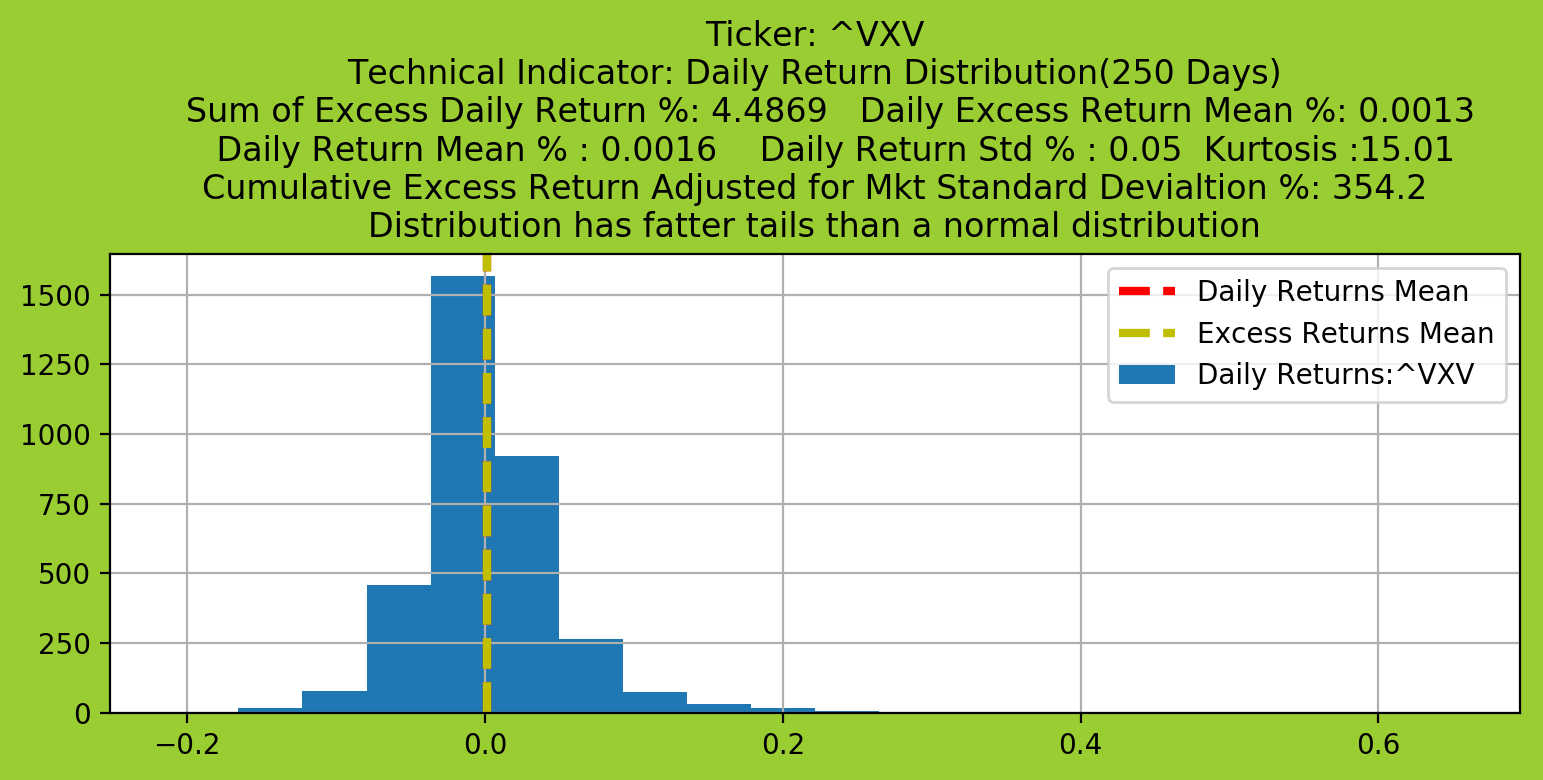 Ticker: ^VXV
Technical Indicator: Daily Return Distribution(250 Days)
Sum of Excess Daily Return %: 4.4869   Daily Excess Return Mean %: 0.0013
Daily Return Mean % : 0.0016    Daily Return Std % : 0.05  Kurtosis :15.01
Cumulative Excess Return Adjusted for Mkt Standard Devialtion %: 354.2
Distribution has fatter tails than a normal distribution
Daily Returns Mean
Excess Returns Mean
Daily Returns:^VXV
1500
1250
1000
750
500
250
0
−0.2 0.0 0.2 0.4 0.6